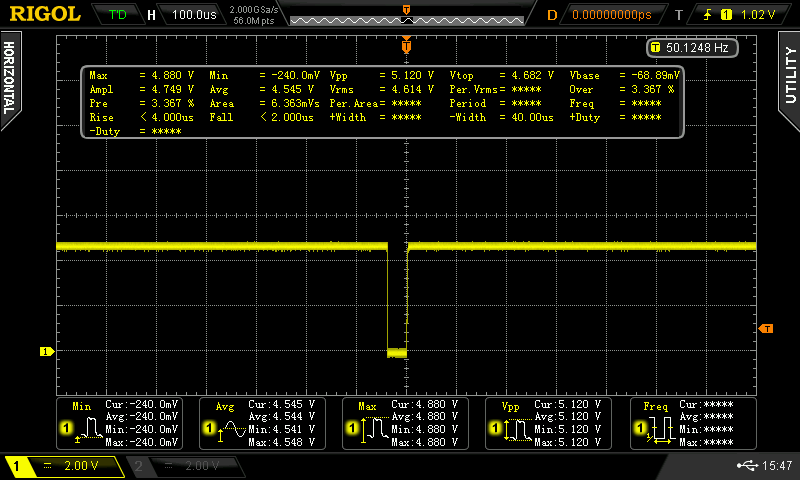 RIGOL T'D H 100.0us 2.000GSa/s D 0.00000000ps T 1 1.02 V
56.0M pts
T
HORIZONTAL
UTILITY
T 50.1248 Hz
Max = 4.880 V Min = -240.0mV Vpp = 5.120 V Vtop = 4.682 V Vbase = -68.89mV
Ampl = 4.749 V Avg = 4.545 V Vrms = 4.614 V Per.Vrms= ***** Over = 3.367 %
Pre = 3.367 % Area = 6.363mVs Per.Area= ***** Period = ***** Freq = *****
Rise < 4.000us Fall < 2.000us +Width = ***** -Width = 40.00us +Duty = *****
-Duty = *****
T
1
Min Cur:-240.0mV
Avg:-240.0mV
1 Min:-240.0mV
Max:-240.0mV
Avg Cur:4.545 V
Avg:4.544 V
1 Min:4.541 V
Max:4.548 V
Max Cur:4.880 V
Avg:4.880 V
1 Min:4.880 V
Max:4.880 V
Vpp Cur:5.120 V
Avg:5.120 V
1 Min:5.120 V
Max:5.120 V
Freq Cur:*****
Avg:*****
1 Min:*****
Max:*****
1 2.00 V 2 2.00 V 15:47